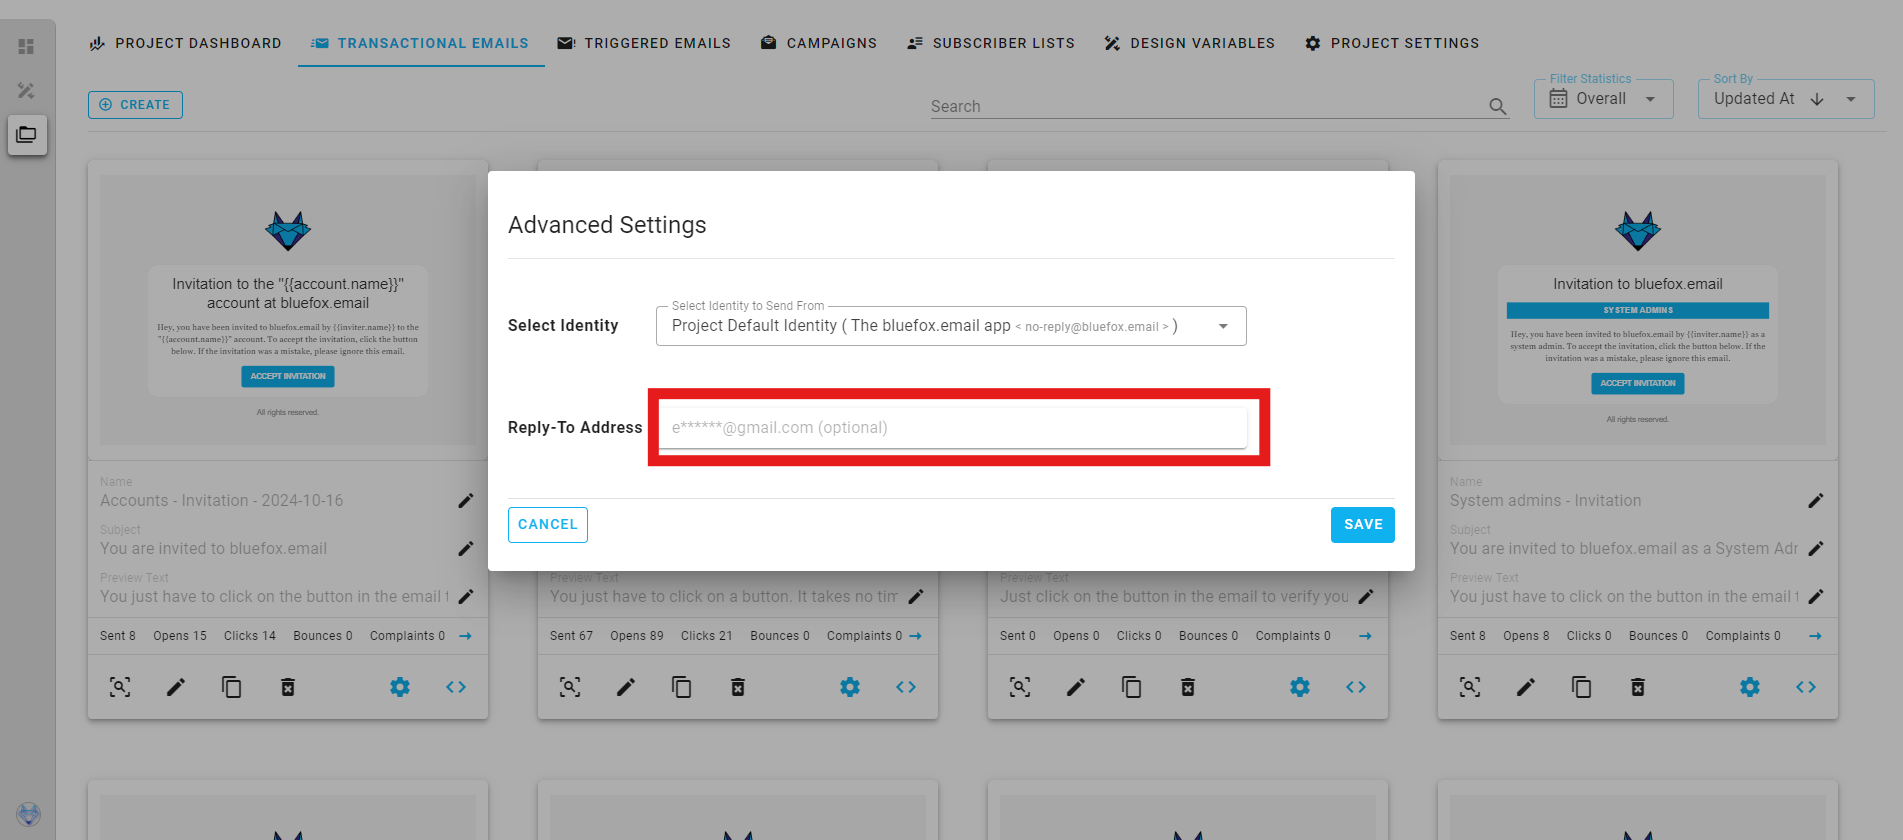 PROJECT DASHBOARD
TRANSACTIONAL EMAILS
TRIGGERED EMAILS
CAMPAIGNS
SUBSCRIBER LISTS
DESIGN VARIABLES
PROJECT SETTINGS
CREATE
Search
Filter Statistics
Overall
Sort By
Updated At
Invitation to the "{{account.name}}"
account at bluefox.email
Hey, you have been invited to bluefox.email by {{inviter.name}} to the
"{{account.name}}" account. To accept the invitation, click the button
below. If the invitation was a mistake, please ignore this email.
ACCEPT INVITATION
All rights reserved.
Advanced Settings
Select Identity
Select Identity to Send From
Project Default Identity ( The bluefox.email app < no-reply@bluefox.email > )
Reply-To Address
e******@gmail.com (optional)
CANCEL
SAVE
Invitation to bluefox.email
SYSTEM ADMINS
Hey, you have been invited to bluefox.email by {{inviter.name}} as a
system admin. To accept the invitation, click the button below. If the
invitation was a mistake, please ignore this email.
ACCEPT INVITATION
All rights reserved.
Name
Accounts - Invitation - 2024-10-16
Subject
You are invited to bluefox.email
Preview Text
You just have to click on the button in the email
Sent 8 Opens 15 Clicks 14 Bounces 0 Complaints 0
Preview Text
You just have to click on a button. It takes no tim
Sent 67 Opens 89 Clicks 21 Bounces 0 Complaints 0
Preview Text
Just click on the button in the email to verify you
Sent 0 Opens 0 Clicks 0 Bounces 0 Complaints 0
Name
System admins - Invitation
Subject
You are invited to bluefox.email as a System Adr
Preview Text
You just have to click on the button in the email
Sent 8 Opens 8 Clicks 0 Bounces 0 Complaints 0